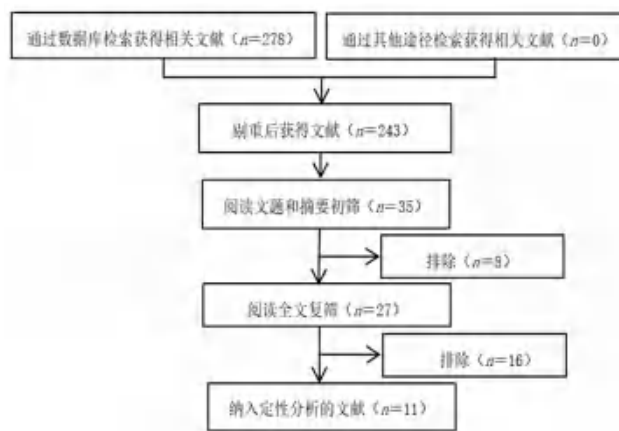 通过数据库检索获得相关文献（n=278）
通过其他途径检索获得相关文献（n=0）
剔重后获得文献（n=243）
阅读文题和摘要初筛（n=35）
排除（n=8）
阅读全文复筛（n=27）
排除（n=16）
纳入定性分析的文献（n=11）